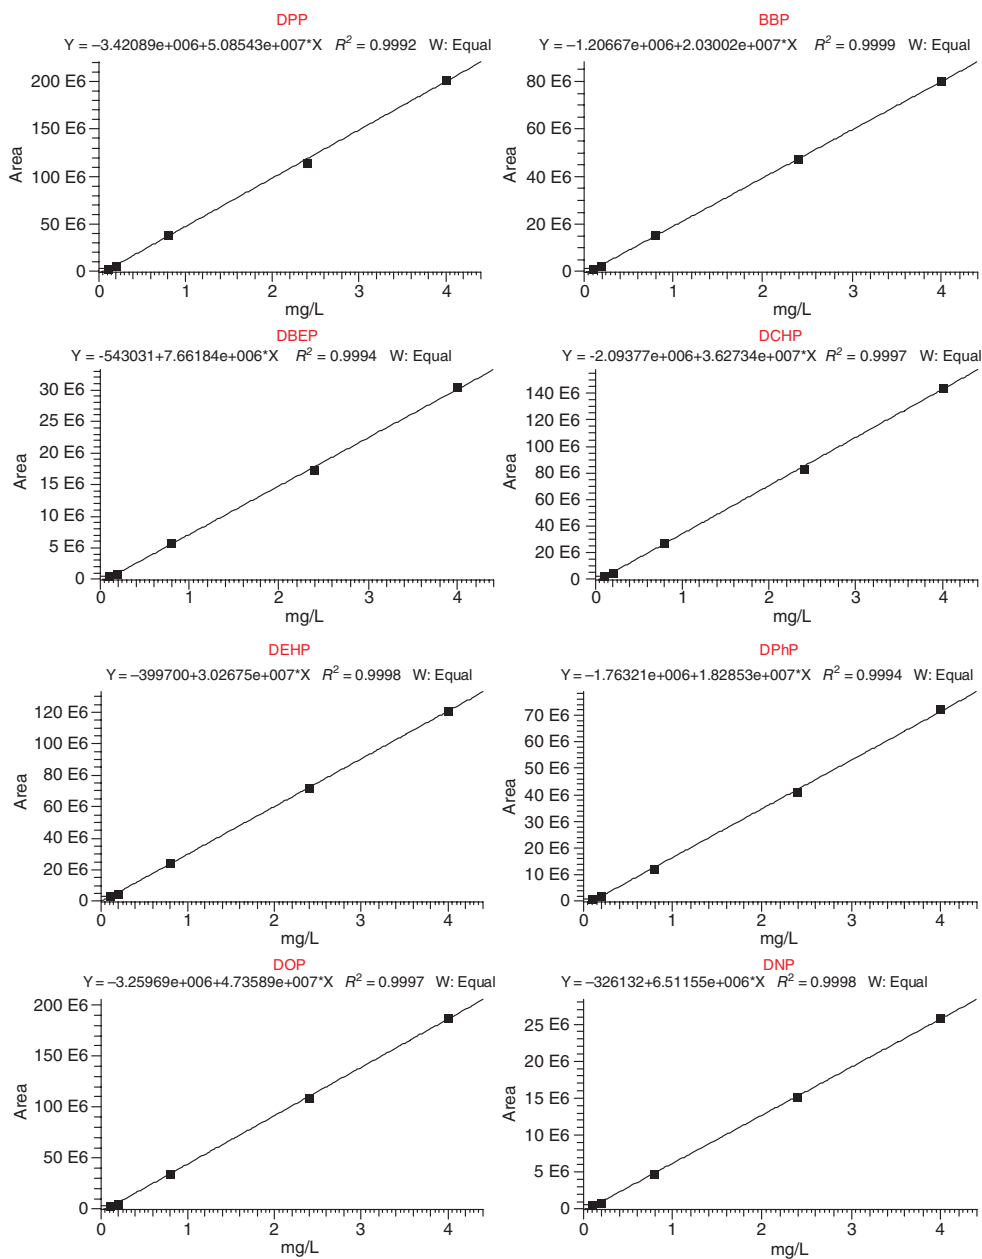 DPP
Y = –3.42089e+006+5.08543e+007*X R² = 0.9992 W: Equal
200 E6
150 E6
100 E6
50 E6
0
Area
0 1 2 3 4
mg/L
BBP
Y = –1.20667e+006+2.03002e+007*X R² = 0.9999 W: Equal
80 E6
60 E6
40 E6
20 E6
0
Area
0 1 2 3 4
mg/L
DBEP
Y = -543031+7.66184e+006*X R² = 0.9994 W: Equal
30 E6
20 E6
15 E6
10 E6
5 E6
0
Area
0 1 2 3 4
mg/L
DCHP
Y = -2.09377e+006+3.62734e+007*X R² = 0.9997 W: Equal
140 E6
100 E6
80 E6
60 E6
40 E6
20 E6
0
Area
0 1 2 3 4
mg/L
DEHP
Y = –399700+3.02675e+007*X R² = 0.9998 W: Equal
120 E6
100 E6
80 E6
60 E6
40 E6
20 E6
0
Area
0 1 2 3 4
mg/L
DPhP
Y = –1.76321e+006+1.82853e+007*X R² = 0.9994 W: Equal
70 E6
60 E6
50 E6
40 E6
30 E6
20 E6
10 E6
0
Area
0 1 2 3 4
mg/L
DOP
Y = –3.25969e+006+4.73589e+007*X R² = 0.9997 W: Equal
200 E6
150 E6
100 E6
50 E6
0
Area
0 1 2 3 4
mg/L
DNP
Y = –326132+6.51155e+006*X R² = 0.9998 W: Equal
25 E6
20 E6
15 E6
10 E6
5 E6
0
Area
0 1 2 3 4
mg/L